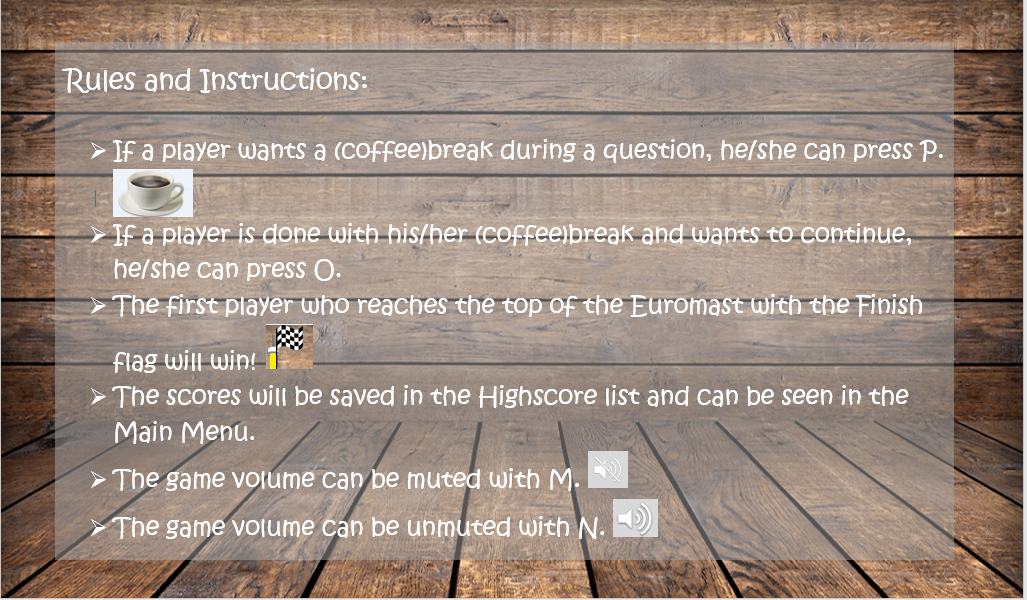 Rules and Instructions:
➢ If a player wants a (coffee)break during a question, he/she can press P.
➢ If a player is done with his/her (coffee)break and wants to continue,
he/she can press O.
➢ The first player who reaches the top of the Euromast with the Finish
flag will win!
➢ The scores will be saved in the Highscore list and can be seen in the
Main Menu.
➢ The game volume can be muted with M.
➢ The game volume can be unmuted with N.